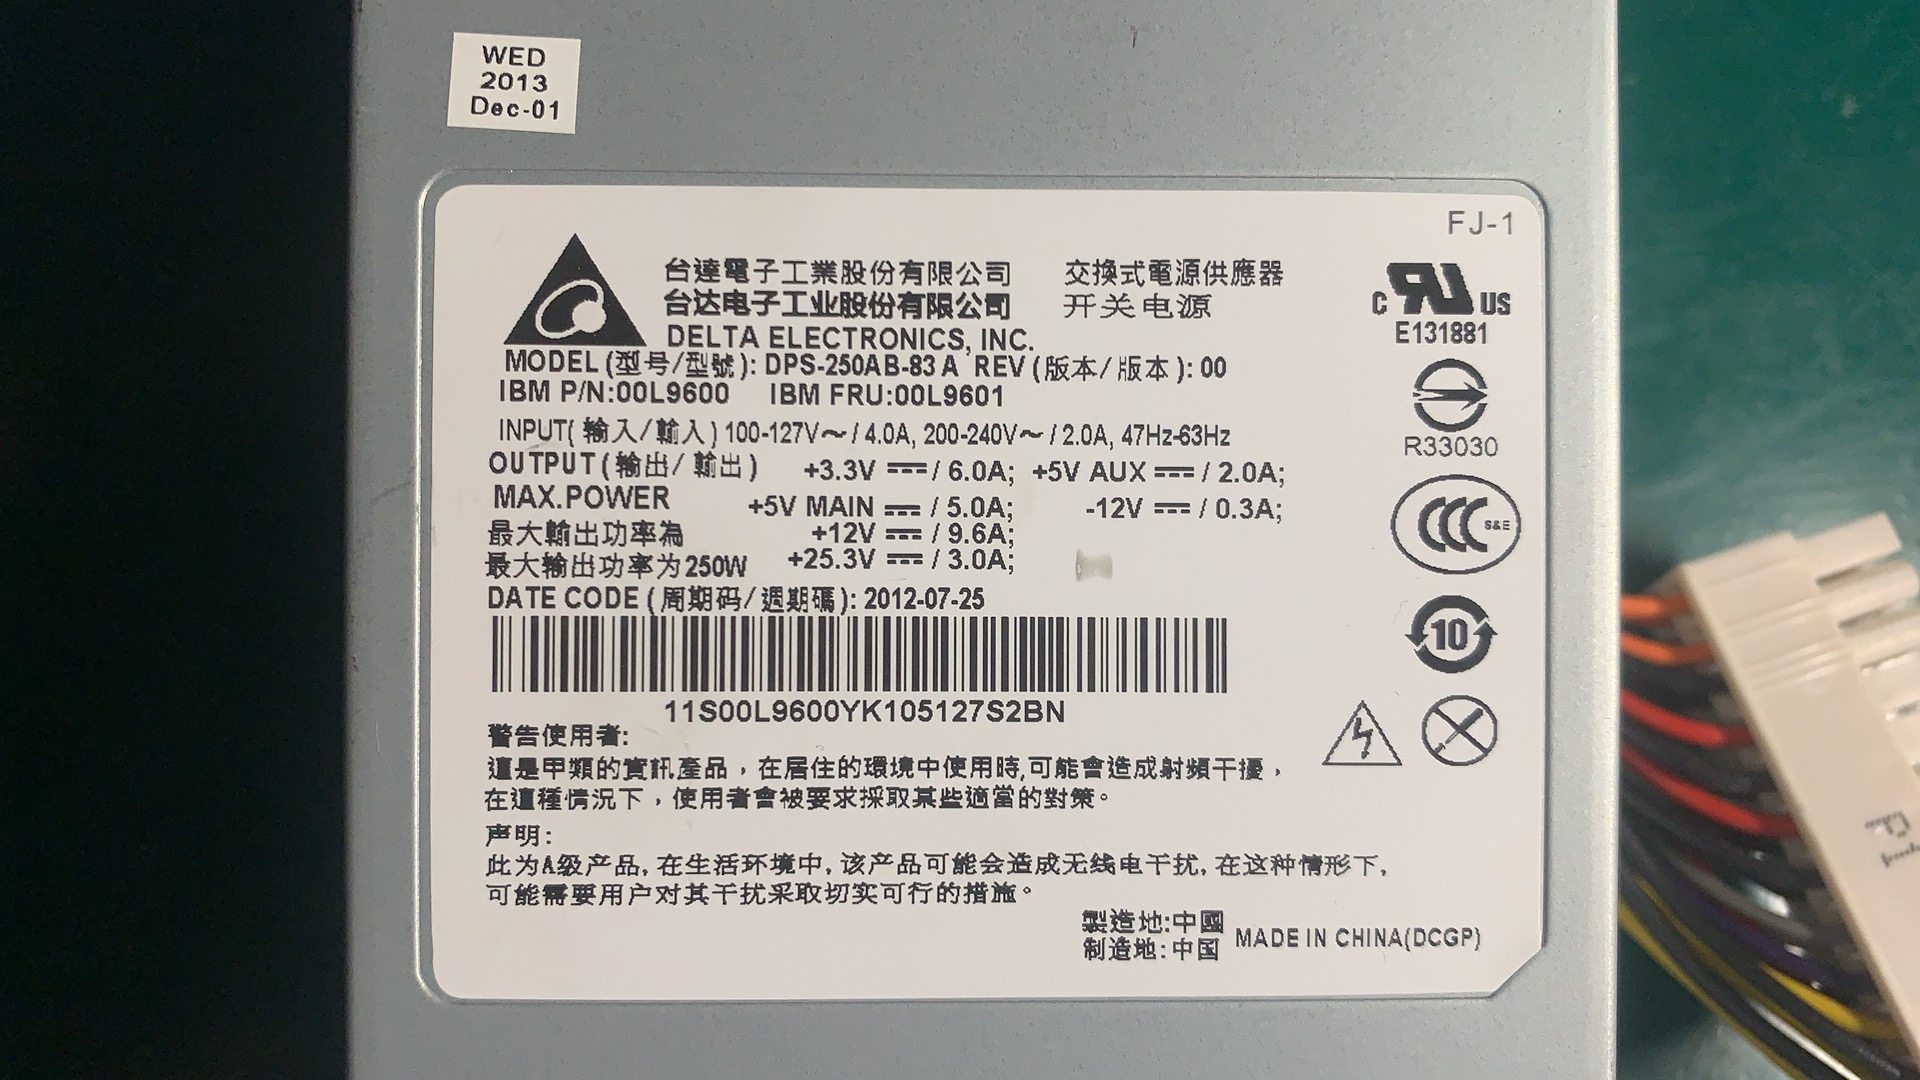 WED
2013
Dec-01
FJ-1
台達電子工業股份有限公司 交換式電源供應器
台达电子工业股份有限公司 开关电源
DELTA ELECTRONICS, INC.
MODEL (型号/型號): DPS-250AB-83 A REV (版本/版本): 00
IBM P/N:00L9600 IBM FRU:00L9601
INPUT(輸入/輸入) 100-127V～/ 4.0A, 200-240V～/ 2.0A, 47Hz-63Hz
OUTPUT (输出/輸出) +3.3V ⎓ / 6.0A; +5V AUX ⎓ / 2.0A;
MAX.POWER +5V MAIN ⎓ / 5.0A; -12V ⎓ / 0.3A;
最大輸出功率為 +12V ⎓ / 9.6A;
最大输出功率为250W +25.3V ⎓ / 3.0A;
DATE CODE (周期码/週期碼): 2012-07-25
11S00L9600YK105127S2BN
警告使用者:
這是甲類的資訊產品，在居住的環境中使用時,可能會造成射頻干擾，
在這種情況下，使用者會被要求採取某些適當的對策。
声明:
此为A级产品, 在生活环境中, 该产品可能会造成无线电干扰, 在这种情形下,
可能需要用户对其干扰采取切实可行的措施。
製造地:中國
制造地:中国 MADE IN CHINA(DCGP)
C RU US
E131881
R33030
CCC S&E
10